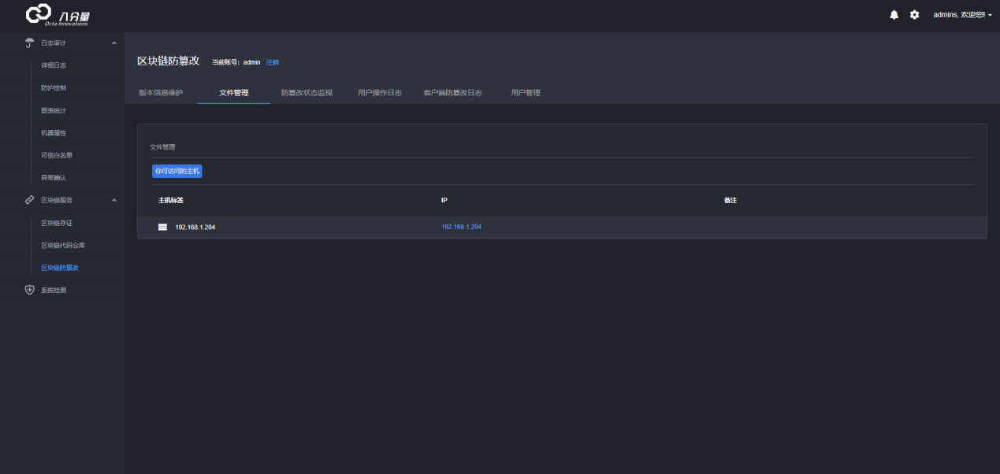 八分量
Octa Innovations
admins, 欢迎您!
日志审计
详细日志
防护控制
图表统计
机器属性
可信白名单
异常确认
区块链服务
区块链存证
区块链代码仓库
区块链防篡改
系统检测
区块链防篡改 当前账号：admin 注销
版本信息维护 文件管理 防篡改状态监视 用户操作日志 客户端防篡改日志 用户管理
文件管理
你可访问的主机
主机标签 IP 备注
192.168.1.204 192.168.1.204